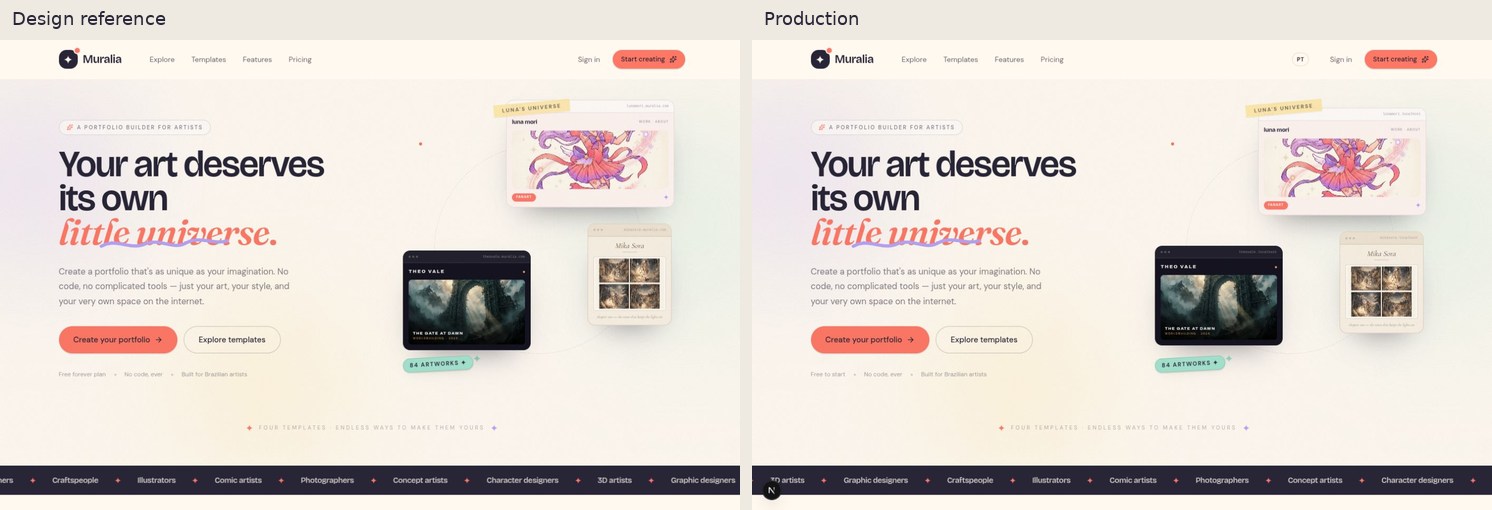 Design reference
Muralia
Explore Templates Features Pricing
Sign in
Start creating
A PORTFOLIO BUILDER FOR ARTISTS
Your art deserves
its own
little universe.
Create a portfolio that's as unique as your imagination. No
code, no complicated tools — just your art, your style, and
your very own space on the internet.
Create your portfolio →
Explore templates
Free forever plan • No code, ever • Built for Brazilian artists
LUNA'S UNIVERSE
luna mori
WORK · ABOUT
THEO VALE
THE GATE AT DAWN
84 ARTWORKS ✦
Mika Sora
✦ FOUR TEMPLATES · ENDLESS WAYS TO MAKE THEM YOURS ✦
✦ Craftspeople ✦ Illustrators ✦ Comic artists ✦ Photographers ✦ Concept artists ✦ Character designers ✦ 3D artists ✦ Graphic designers
Production
Muralia
Explore Templates Features Pricing
PT
Sign in
Start creating
A PORTFOLIO BUILDER FOR ARTISTS
Your art deserves
its own
little universe.
Create a portfolio that's as unique as your imagination. No
code, no complicated tools — just your art, your style, and
your very own space on the internet.
Create your portfolio →
Explore templates
Free to start • No code, ever • Built for Brazilian artists
LUNA'S UNIVERSE
luna mori
WORK · ABOUT
THEO VALE
THE GATE AT DAWN
84 ARTWORKS ✦
Mika Sora
✦ FOUR TEMPLATES · ENDLESS WAYS TO MAKE THEM YOURS ✦
3D artists ✦ Graphic designers ✦ Craftspeople ✦ Illustrators ✦ Comic artists ✦ Photographers ✦ Concept artists ✦ Character designers ✦
N